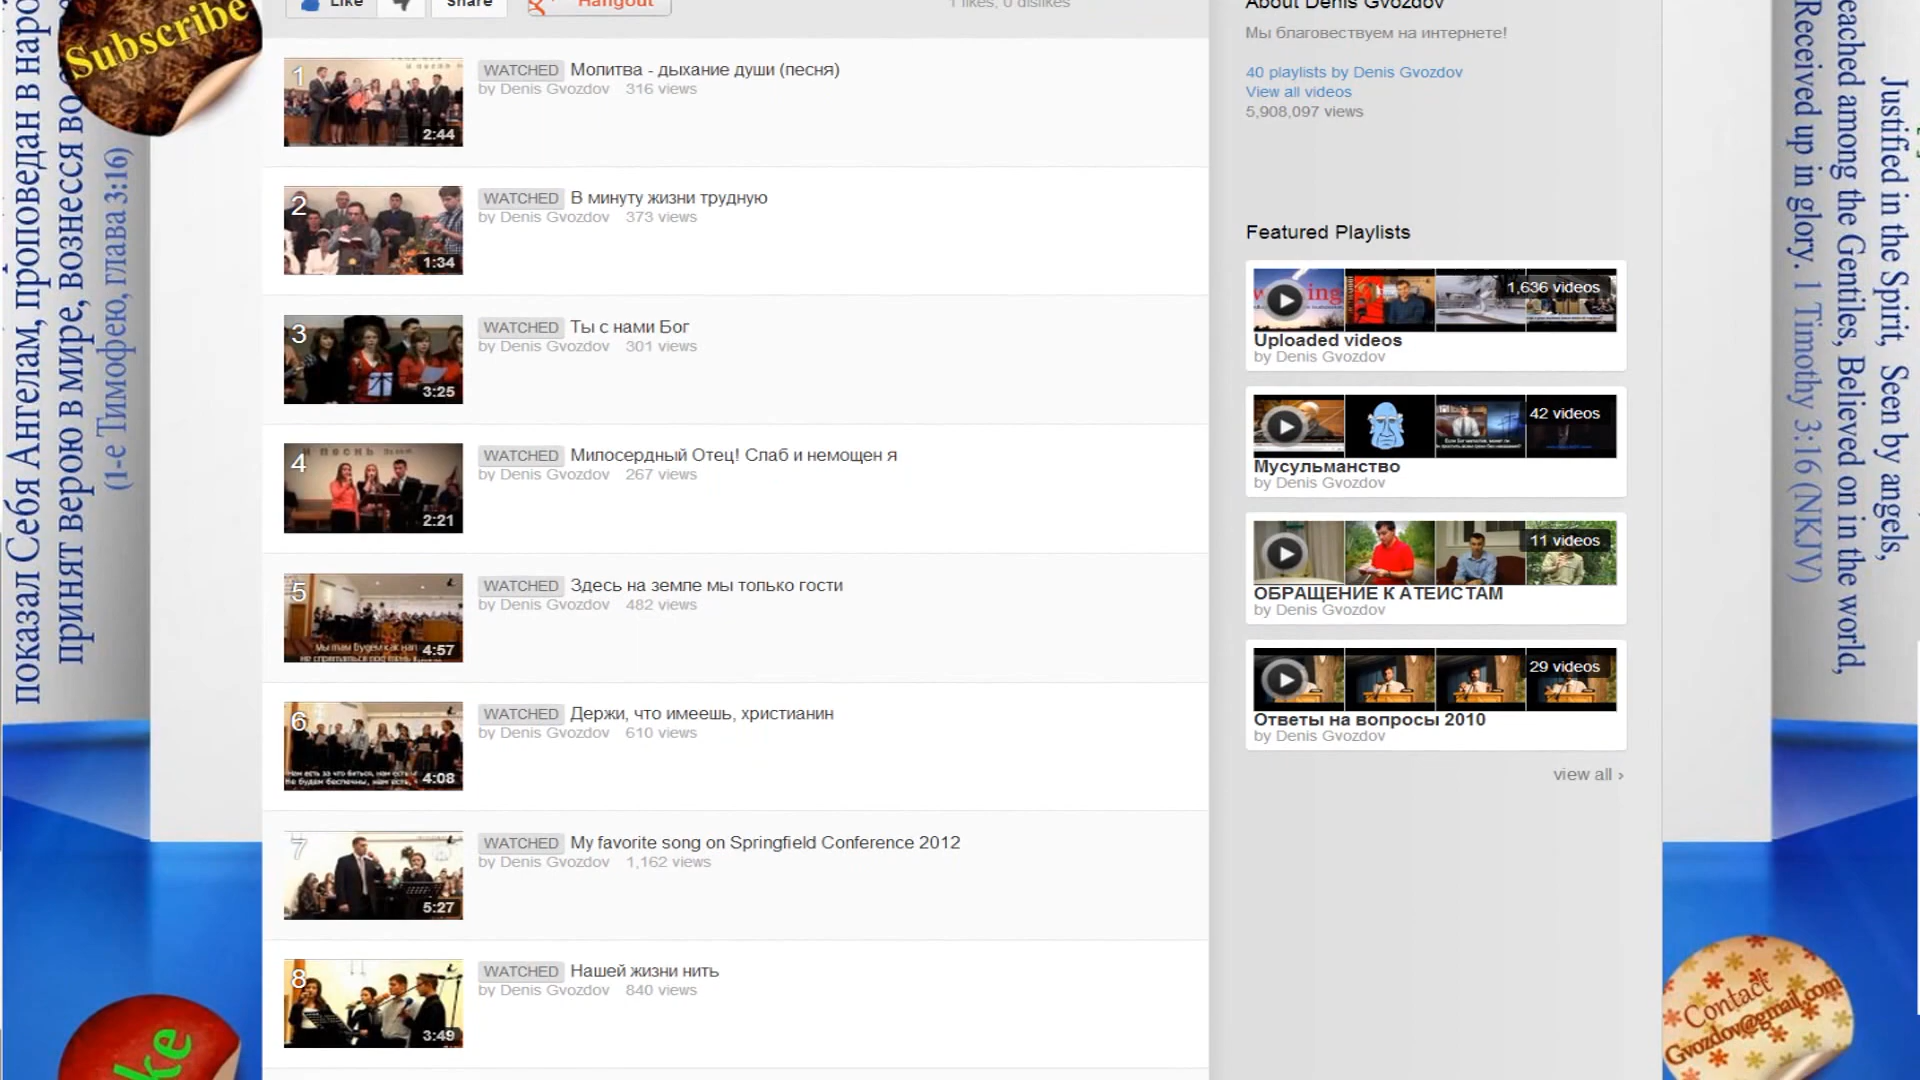 Like
Share
Hangout
1 likes, 0 dislikes
About Denis Gvozdov
Мы благовествуем на интернете!
40 playlists by Denis Gvozdov
View all videos
5,908,097 views
Subscribe
показал Себя Ангелам, проповедан в
принят верою в мире, вознесся во
(1-е Тимофею, глава 3:16)
Justified in the Spirit, Seen by angels,
eached among the Gentiles, Believed on in the world,
Received up in glory. 1 Timothy 3:16 (NKJV)
1
2:44
WATCHED Молитва - дыхание души (песня)
by Denis Gvozdov 316 views
2
1:34
WATCHED В минуту жизни трудную
by Denis Gvozdov 373 views
3
3:25
WATCHED Ты с нами Бог
by Denis Gvozdov 301 views
4
2:21
WATCHED Милосердный Отец! Слаб и немощен я
by Denis Gvozdov 267 views
5
4:57
WATCHED Здесь на земле мы только гости
by Denis Gvozdov 482 views
6
4:08
WATCHED Держи, что имеешь, христианин
by Denis Gvozdov 610 views
7
5:27
WATCHED My favorite song on Springfield Conference 2012
by Denis Gvozdov 1,162 views
8
3:49
WATCHED Нашей жизни нить
by Denis Gvozdov 840 views
Featured Playlists
1,636 videos
Uploaded videos
by Denis Gvozdov
42 videos
Мусульманство
by Denis Gvozdov
11 videos
ОБРАЩЕНИЕ К АТЕИСТАМ
by Denis Gvozdov
29 videos
Ответы на вопросы 2010
by Denis Gvozdov
view all ›
ke
Contact
Gvozdov@gmail.com